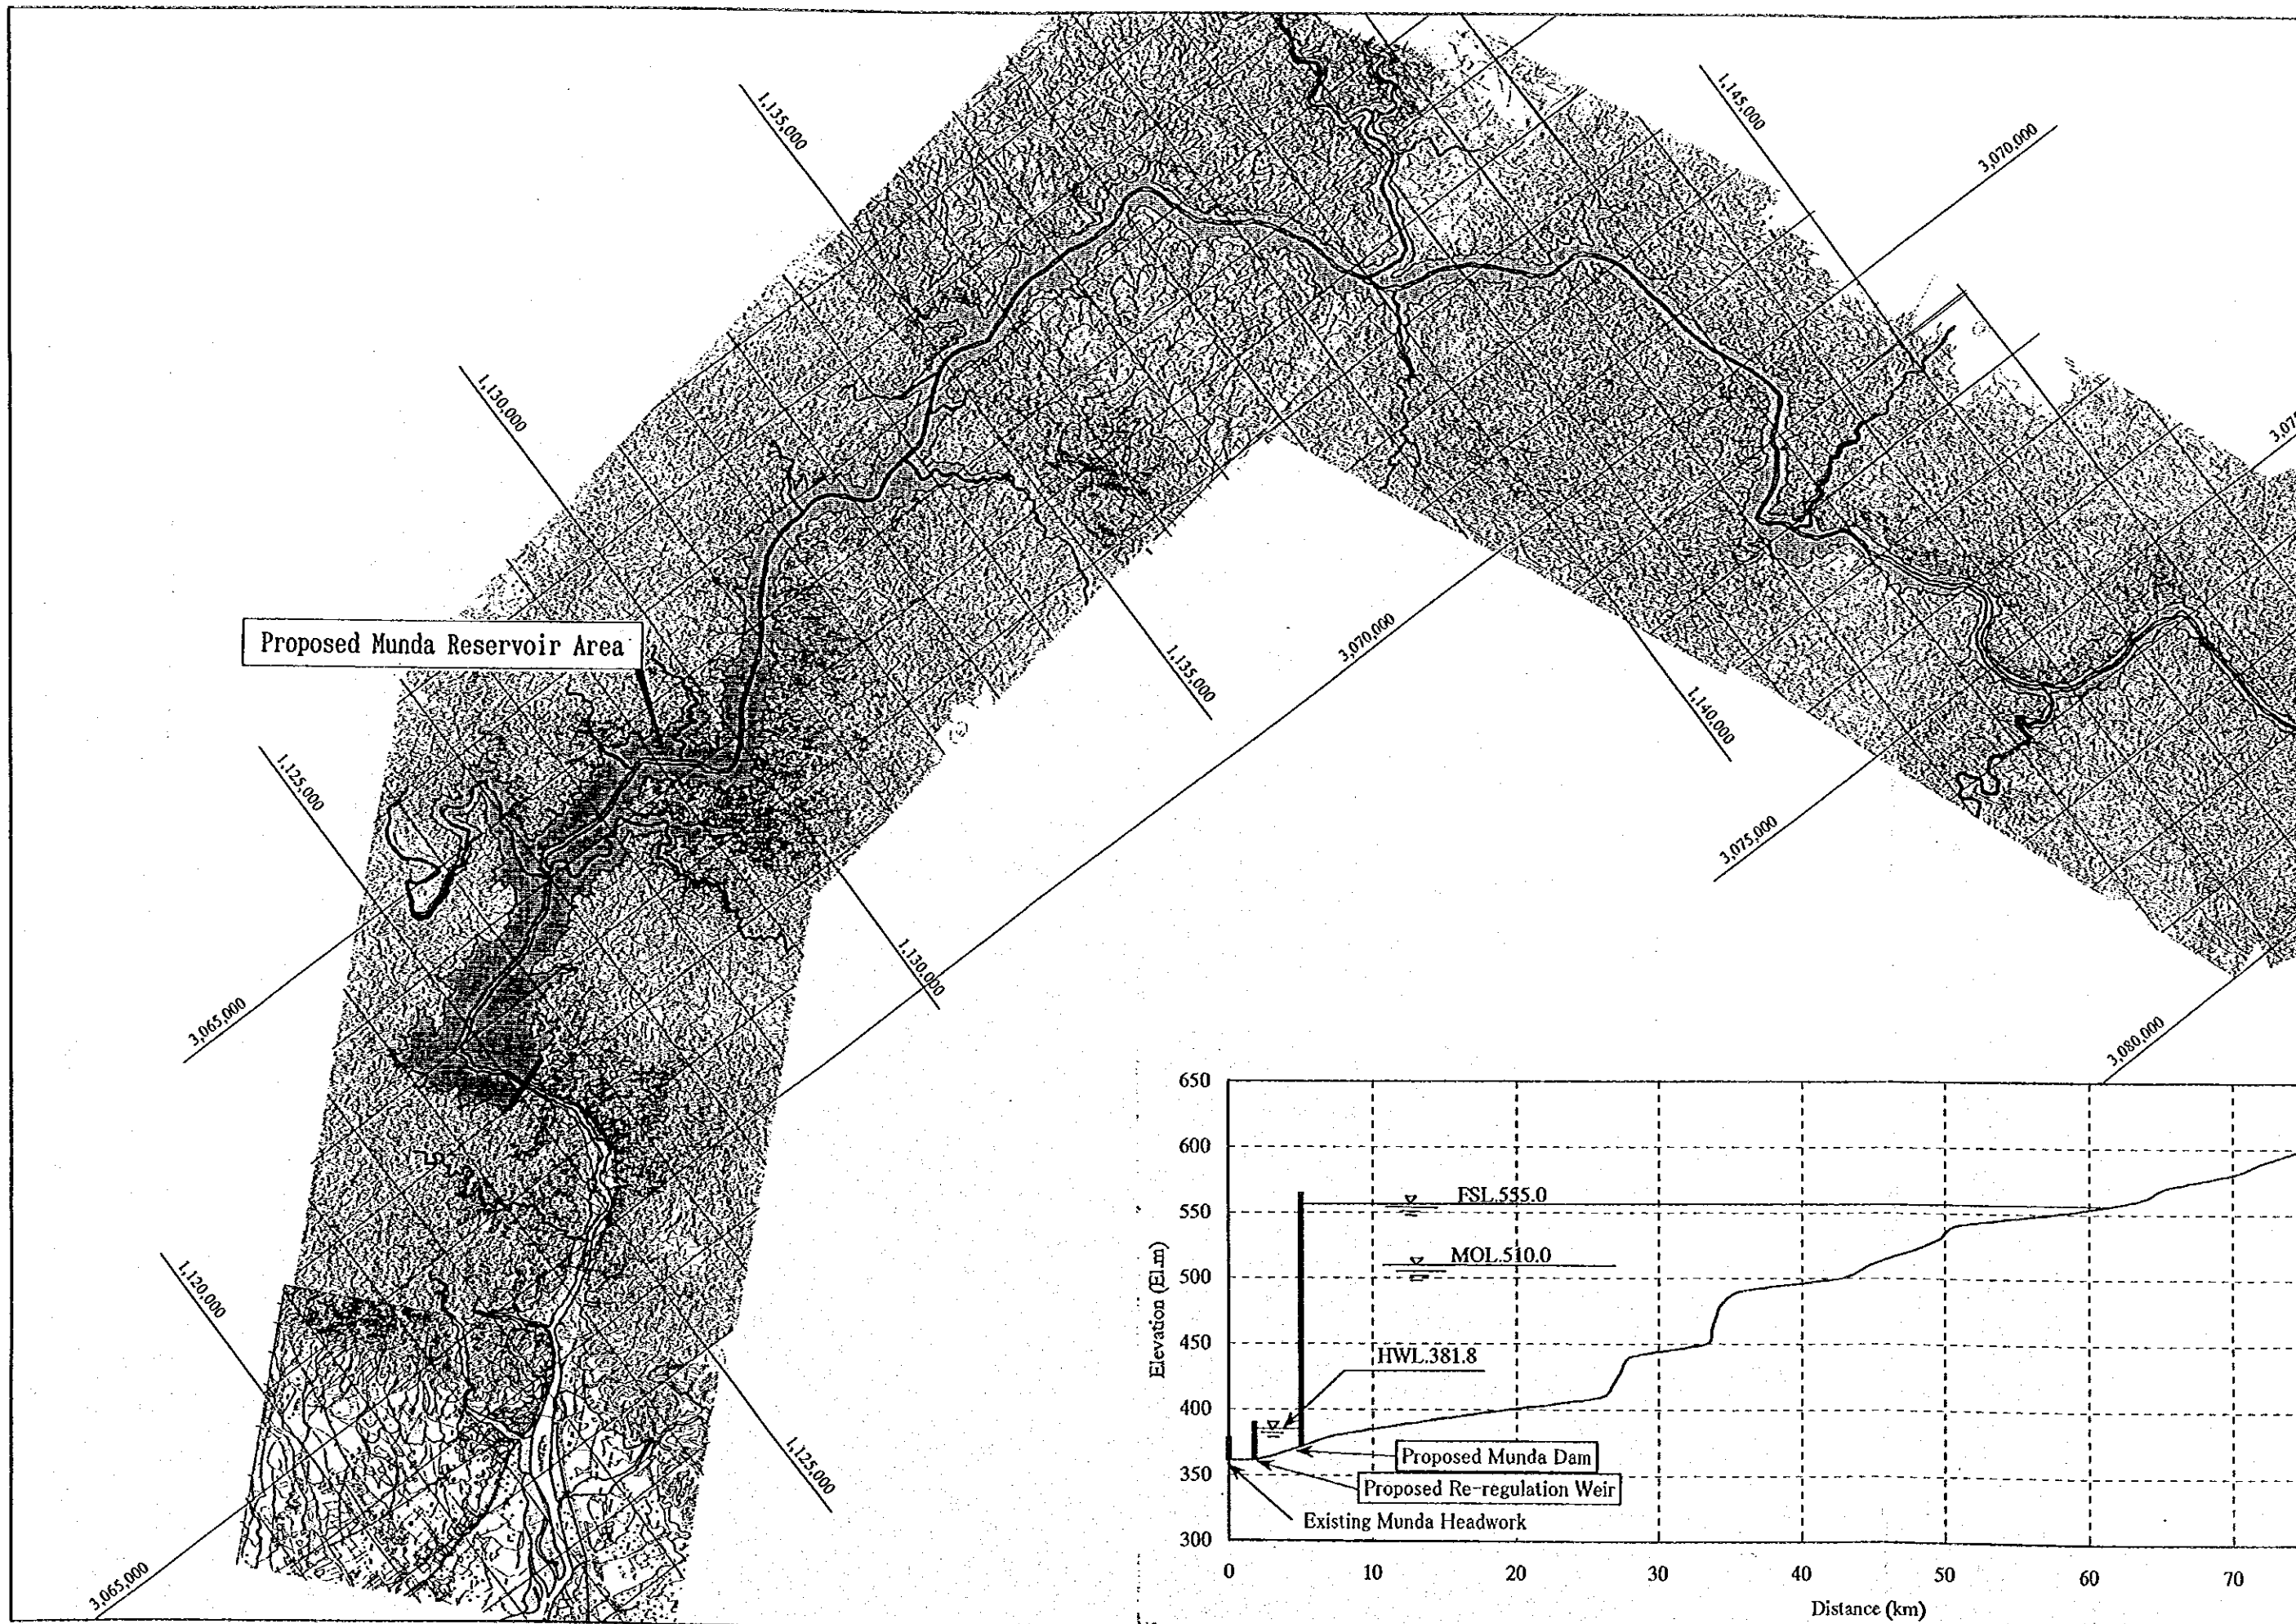 1,145,000
1,135,000
3,070,000
1,130,000
3,07
Proposed Munda Reservoir Area
3,070,000
1,135,000
1,140,000
1,125,000
3,075,000
1,130,000
3,065,000
3,080,000
1,120,000
1,125,000
3,065,000
650
600
550
500
450
400
350
300
Elevation (El.m)
FSL.555.0
MOL.510.0
HWL.381.8
Proposed Munda Dam
Proposed Re-regulation Weir
Existing Munda Headwork
0 10 20 30 40 50 60 70
Distance (km)